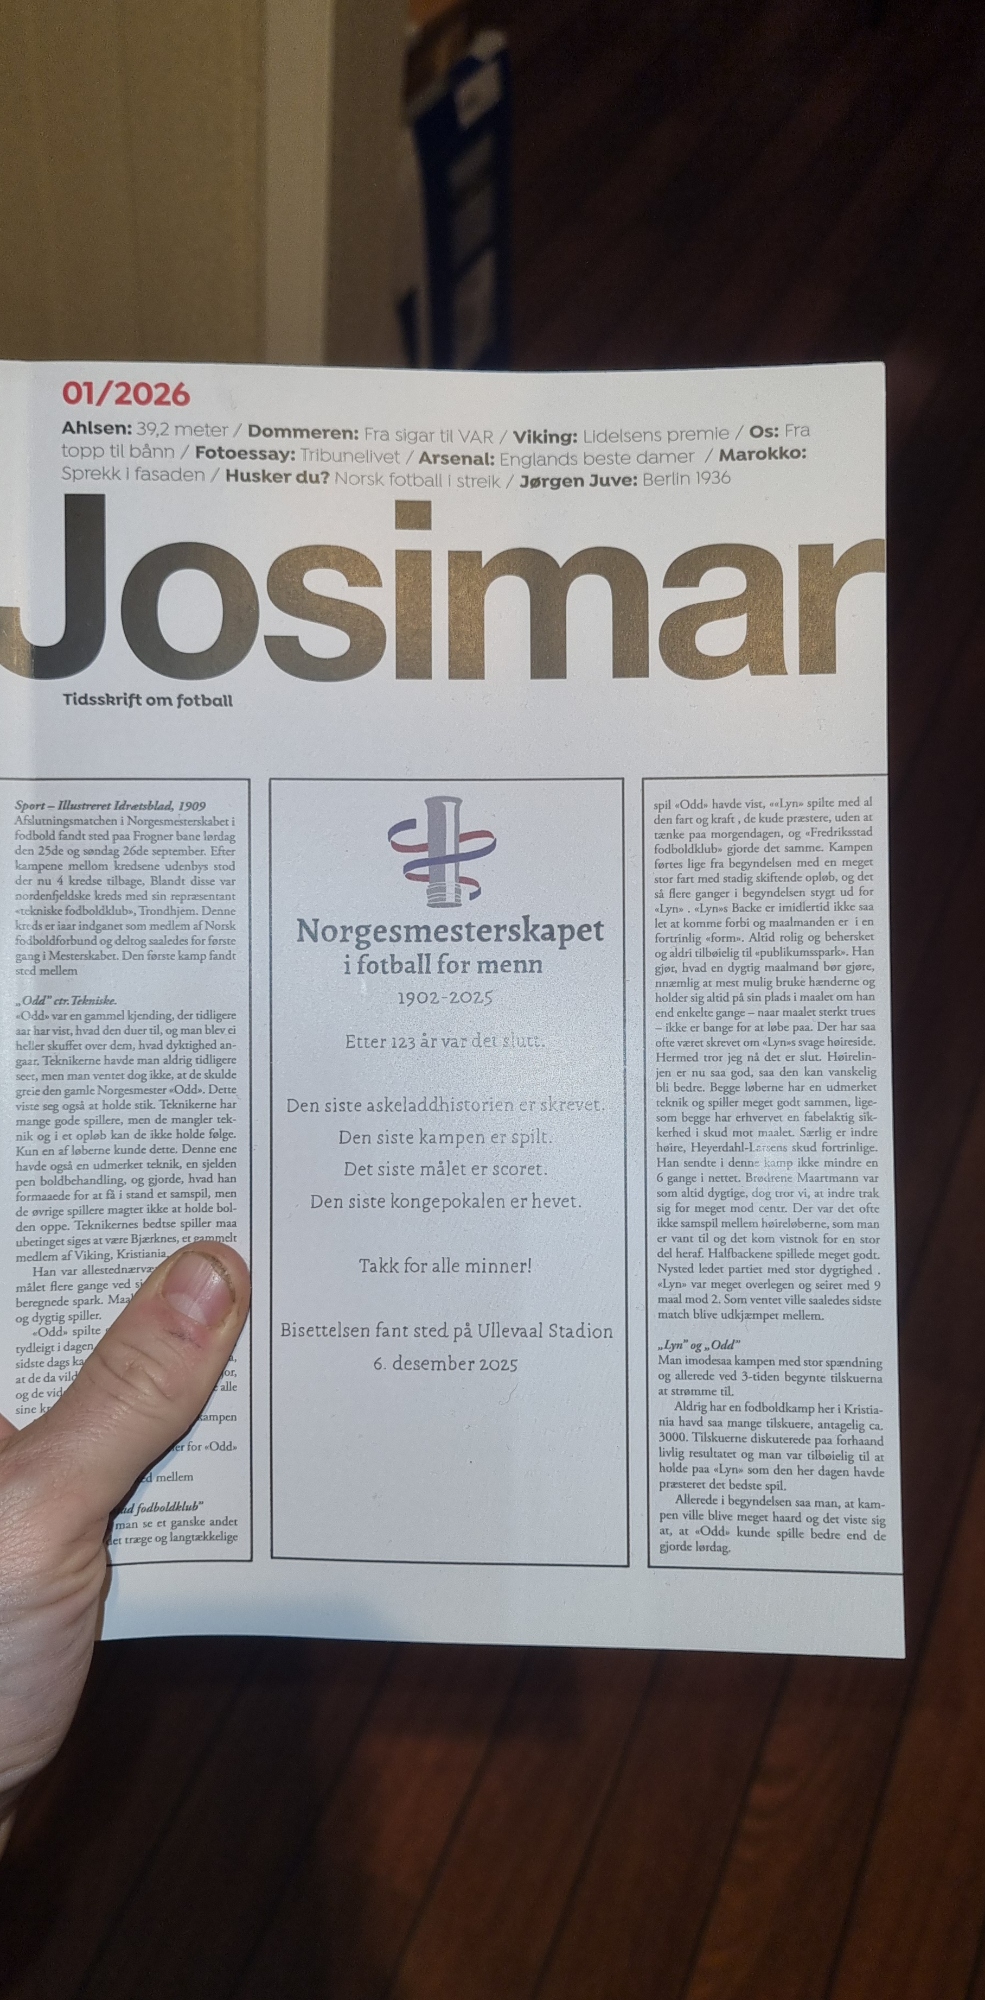 01/2026
Ahlsen: 39,2 meter / Dommeren: Fra sigar til VAR / Viking: Lidelsens premie / Os: Fra
topp til bånn / Fotoessay: Tribunelivet / Arsenal: Englands beste damer / Marokko:
Sprekk i fasaden / Husker du? Norsk fotball i streik / Jørgen Juve: Berlin 1936
Josimar
Tidsskrift om fotball
Sport – Illustreret Idrætsblad, 1909
Afslutningsmatchen i Norgesmesterskabet i
fodbold fandt sted paa Frogner bane lørdag
den 25de og søndag 26de september. Efter
kampene mellom kredsene udenbys stod
der nu 4 kredse tilbage, Blandt disse var
nordenfjeldske kreds med sin repræsentant
«tekniske fodboldklub», Trondhjem. Denne
kreds er iaar indgaaet som medlem af Norsk
fodboldforbund og deltog saaledes for første
gang i Mesterskabet. Den første kamp fandt
sted mellem
„Odd" ctr. Tekniske.
«Odd» var en gammel kjending, der tidligere
aar har vist, hvad den duer til, og man blev ei
heller skuffet over dem, hvad dyktighed an-
gaar. Teknikerne havde man aldrig tidligere
seet, men man ventet dog ikke, at de skulde
greie den gamle Norgesmester «Odd». Dette
viste seg også at holde stik. Teknikerne har
mange gode spillere, men de mangler tek-
nik og i et opløb kan de ikke holde følge.
Kun en af løberne kunde dette. Denne ene
havde også en udmerket teknik, en sjelden
pen boldbehandling, og gjorde, hvad han
formaaede for at få i stand et samspil, men
de øvrige spillere magtet ikke at holde bol-
den oppe. Teknikernes bedtse spiller maa
ubetinget siges at være Bjærknes, et gammelt
medlem af Viking, Kristiania.
Han var allestednærvæ
målet flere gange ved si
beregnede spark. Maa
og dygtig spiller.
«Odd» spilte
tydleigt i dagen,
sidste dags ka
or,
at de da vild
alle
og de vid
sine
kampen
er for «Odd»
mellem
fodboldklub"
man se et ganske andet
det træge og langtækkelige
Norgesmesterskapet
i fotball for menn
1902-2025
Etter 123 år var det slutt.
Den siste askeladdhistorien er skrevet.
Den siste kampen er spilt.
Det siste målet er scoret.
Den siste kongepokalen er hevet.
Takk for alle minner!
Bisettelsen fant sted på Ullevaal Stadion
6. desember 2025
spil «Odd» havde vist, ««Lyn» spilte med al
den fart og kraft , de kude præstere, uden at
tænke paa morgendagen, og «Fredriksstad
fodboldklub» gjorde det samme. Kampen
førtes lige fra begyndelsen med en meget
stor fart med stadig skiftende opløb, og det
så flere ganger i begyndelsen stygt ud for
«Lyn» . «Lyn»s Backe er imidlertid ikke saa
let at komme forbi og maalmanden er i en
fortrinlig «form». Altid rolig og behersket
og aldri tilbøielig til «publikumsspark». Han
gjør, hvad en dygtig maalmand bør gjøre,
nnæmlig at mest mulig bruke hænderne og
holder sig altid på sin plads i maalet om han
end enkelte gange – naar maalet sterkt trues
– ikke er bange for at løbe paa. Der har saa
ofte været skrevet om «Lyn»s svage høireside.
Hermed tror jeg nå det er slut. Høirelin-
jen er nu saa god, saa den kan vanskelig
bli bedre. Begge løberne har en udmerket
teknik og spiller meget godt sammen, lige-
som begge har erhvervet en fabelaktig sik-
kerhed i skud mot maalet. Særlig er indre
høire, Heyerdahl-Larsens skud fortrinlige.
Han sendte i denne kamp ikke mindre en
6 gange i nettet. Brødrene Maartmann var
som altid dygtige, dog tror vi, at indre trak
sig for meget mod centr. Der var det ofte
ikke samspil mellem høireløberne, som man
er vant til og det kom vistnok for en stor
del heraf. Halfbackene spillede meget godt.
Nysted ledet partiet med stor dygtighed .
«Lyn» var meget overlegen og seiret med 9
maal mod 2. Som ventet ville saaledes sidste
match blive udkjæmpet mellem.
„Lyn" og „Odd"
Man imodesaa kampen med stor spændning
og allerede ved 3-tiden begynte tilskuerna
at strømme til.
Aldrig har en fodboldkamp her i Kristia-
nia havd saa mange tilskuere, antagelig ca.
3000. Tilskuerne diskuterede paa forhaand
livlig resultatet og man var tilbøielig til at
holde paa «Lyn» som den her dagen havde
præsteret det bedste spil.
Allerede i begyndelsen saa man, at kam-
pen ville blive meget haard og det viste sig
at, at «Odd» kunde spille bedre end de
gjorde lørdag.